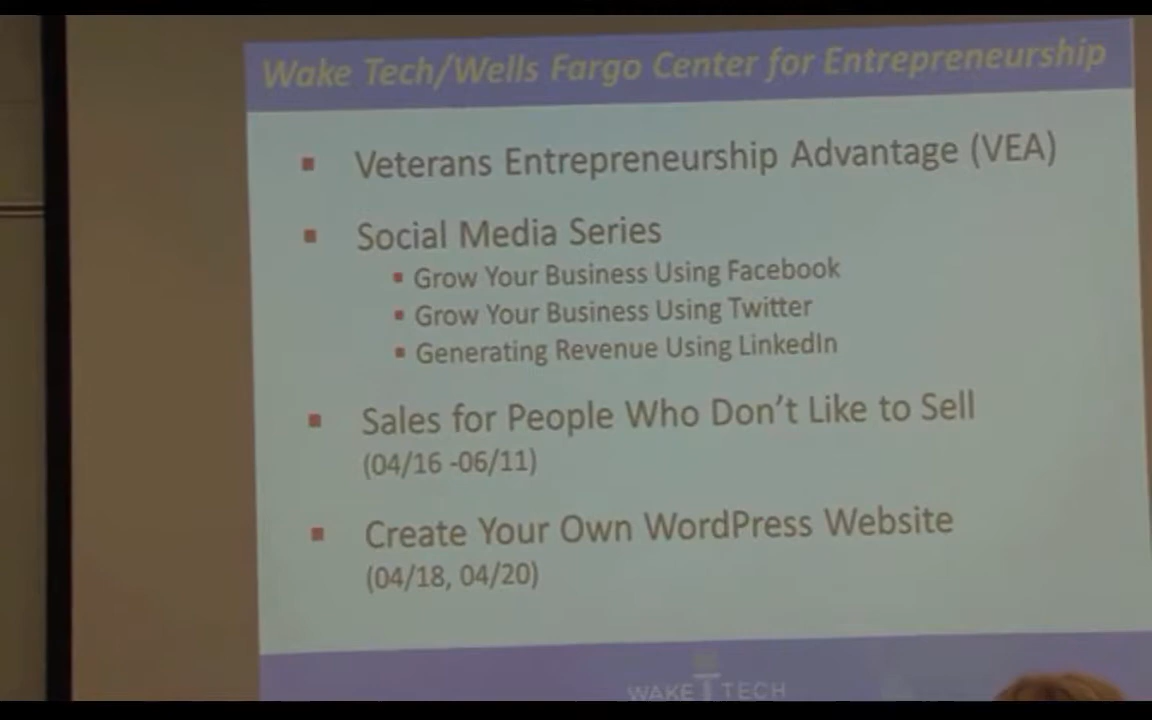 Wake Tech/Wells Fargo Center for Entrepreneurship
Veterans Entrepreneurship Advantage (VEA)
Social Media Series
Grow Your Business Using Facebook
Grow Your Business Using Twitter
Generating Revenue Using LinkedIn
Sales for People Who Don't Like to Sell
(04/16 -06/11)
Create Your Own WordPress Website
(04/18, 04/20)
WAKE TECH